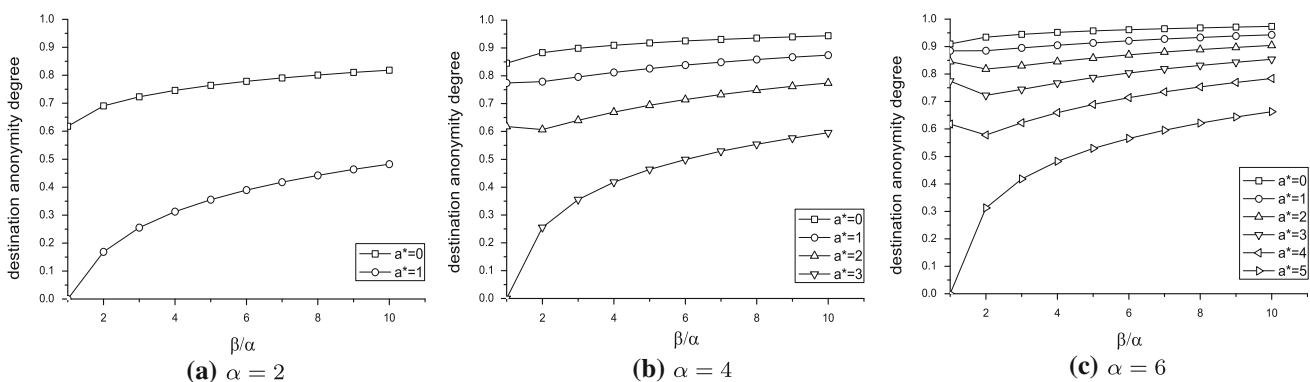 destination anonymity degree
1.0
0.9
0.8
0.7
0.6
0.5
0.4
0.3
0.2
0.1
0.0
2
4
6
8
10
β/α
a*=0
a*=1
(a) α = 2
destination anonymity degree
1.0
0.9
0.8
0.7
0.6
0.5
0.4
0.3
0.2
0.1
0.0
2
4
6
8
10
β/α
a*=0
a*=1
a*=2
a*=3
(b) α = 4
destination anonymity degree
1.0
0.9
0.8
0.7
0.6
0.5
0.4
0.3
0.2
0.1
0.0
2
4
6
8
10
β/α
a*=0
a*=1
a*=2
a*=3
a*=4
a*=5
(c) α = 6